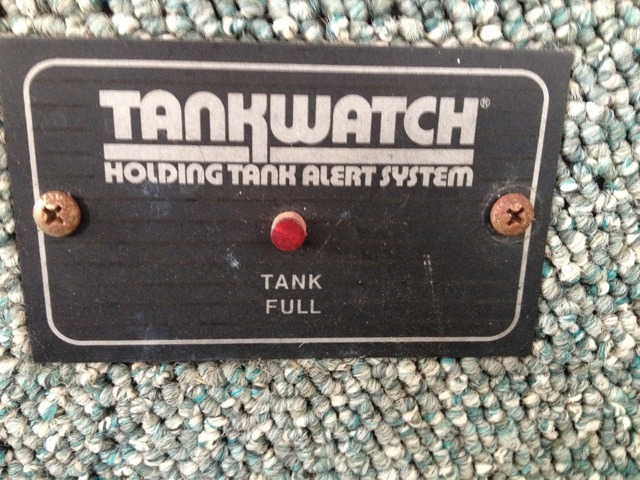 TANKWATCH®
HOLDING TANK ALERT SYSTEM
TANK
FULL